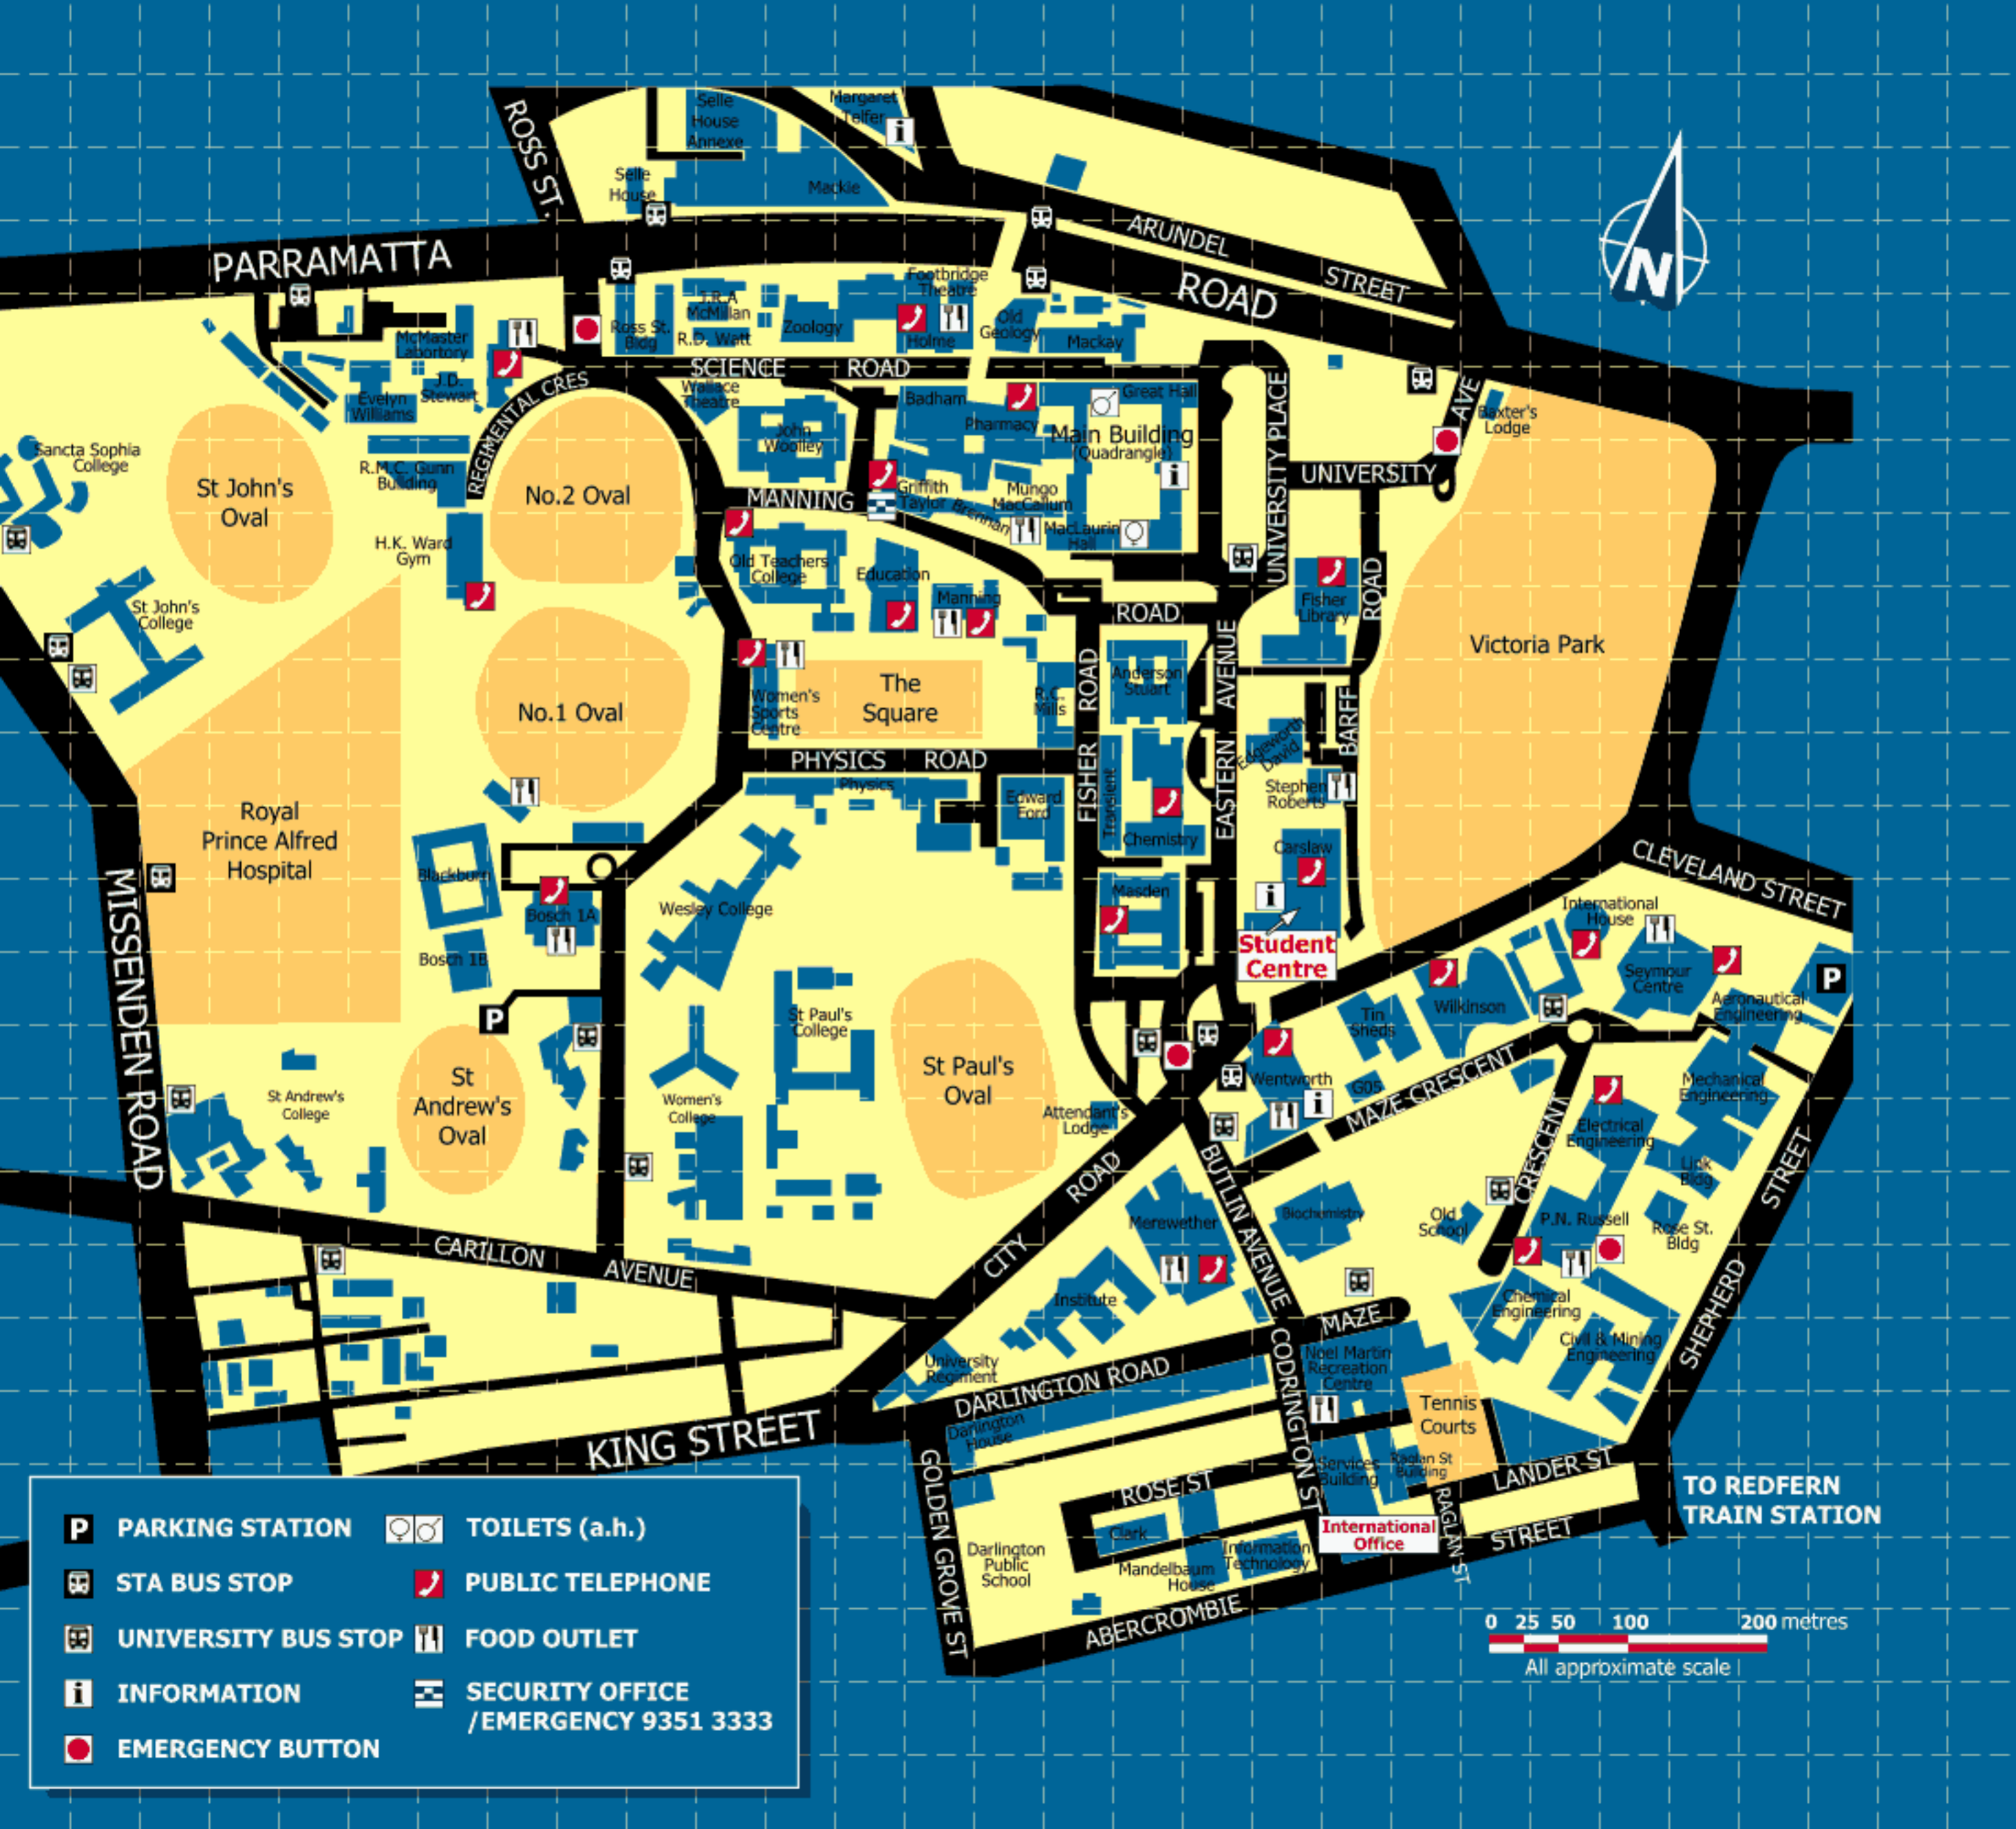 ROSS ST.
Selle
House
Annexe
Margaret
Telfer
i
Selle
House
Mackie
ARUNDEL
STREET
PARRAMATTA
ROAD
N
Footbridge
Theatre
J.R.A
McMillan
Ross St.
Bldg
R.D. Watt
Zoology
Holme
Old
Geology
Mackay
McMaster
Labortory
J.D.
Stewart
Evelyn
Williams
REGIMENTAL CRES
SCIENCE ROAD
Wallace
Theatre
Badham
Pharmacy
Great Hall
Main Building
(Quadrangle)
i
UNIVERSITY PLACE
AVE
Baxter's
Lodge
UNIVERSITY
Sancta Sophia
College
St John's
Oval
R.M.C. Gunn
Building
No.2 Oval
John
Woolley
MANNING
Griffith
Taylor
Brennan
Mungo
MacCallum
MacLaurin
Hall
H.K. Ward
Gym
Old Teachers
College
Education
Manning
ROAD
Fisher
Library
ROAD
St John's
College
Victoria Park
No.1 Oval
Women's
Sports
Centre
The
Square
R.C.
Mills
FISHER ROAD
Anderson
Stuart
EASTERN AVENUE
BARFF
Edgeworth
David
Stephen
Roberts
PHYSICS ROAD
Physics
Edward
Ford
Transient
Chemistry
Carslaw
i
Student
Centre
Royal
Prince Alfred
Hospital
MISSENDEN ROAD
Blackburn
Bosch 1A
Bosch 1B
P
Wesley College
Masden
CLEVELAND STREET
International
House
Seymour
Centre
P
Aeronautical
Engineering
Wilkinson
Tin
Sheds
St Paul's
College
St Paul's
Oval
St
Andrew's
Oval
St Andrew's
College
Women's
College
Attendant's
Lodge
Wentworth
i
G05
MAZE CRESCENT
Mechanical
Engineering
Electrical
Engineering
Link
Bldg
CRESCENT
STREET
SHEPHERD
CITY ROAD
BUTLIN AVENUE
Merewether
Biochemistry
Old
School
P.N. Russell
Rose St.
Bldg
CARILLON AVENUE
Institute
MAZE
Chemical
Engineering
Civil & Mining
Engineering
University
Regiment
DARLINGTON ROAD
Noel Martin
Recreation
Centre
Tennis
Courts
Darlington
House
KING STREET
GOLDEN GROVE ST
CODRINGTON ST
Services
Building
Raglan St
Building
LANDER ST
ROSE ST
RAGLAN ST
STREET
TO REDFERN
TRAIN STATION
Clark
International
Office
Darlington
Public
School
Mandelbaum
House
Information
Technology
ABERCROMBIE
0 25 50 100 200 metres
All approximate scale
P PARKING STATION
TOILETS (a.h.)
STA BUS STOP
PUBLIC TELEPHONE
UNIVERSITY BUS STOP
FOOD OUTLET
i INFORMATION
SECURITY OFFICE
/EMERGENCY 9351 3333
EMERGENCY BUTTON